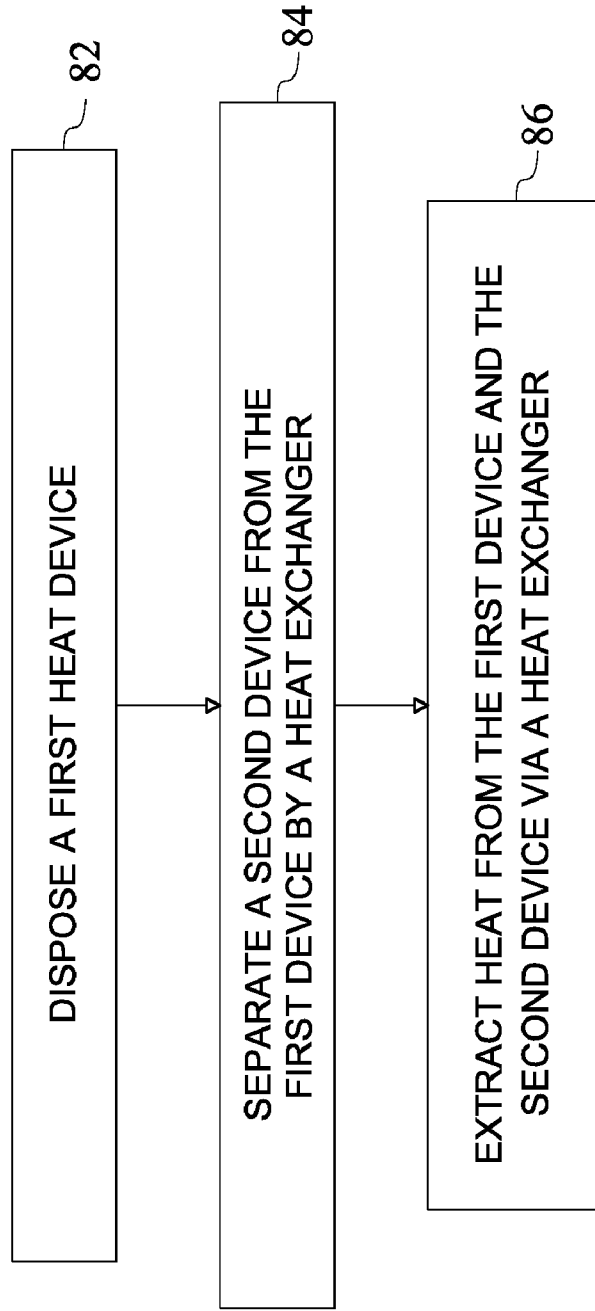 DISPOSE A FIRST HEAT DEVICE
82
SEPARATE A SECOND DEVICE FROM THE
FIRST DEVICE BY A HEAT EXCHANGER
84
EXTRACT HEAT FROM THE FIRST DEVICE AND THE
SECOND DEVICE VIA A HEAT EXCHANGER
86